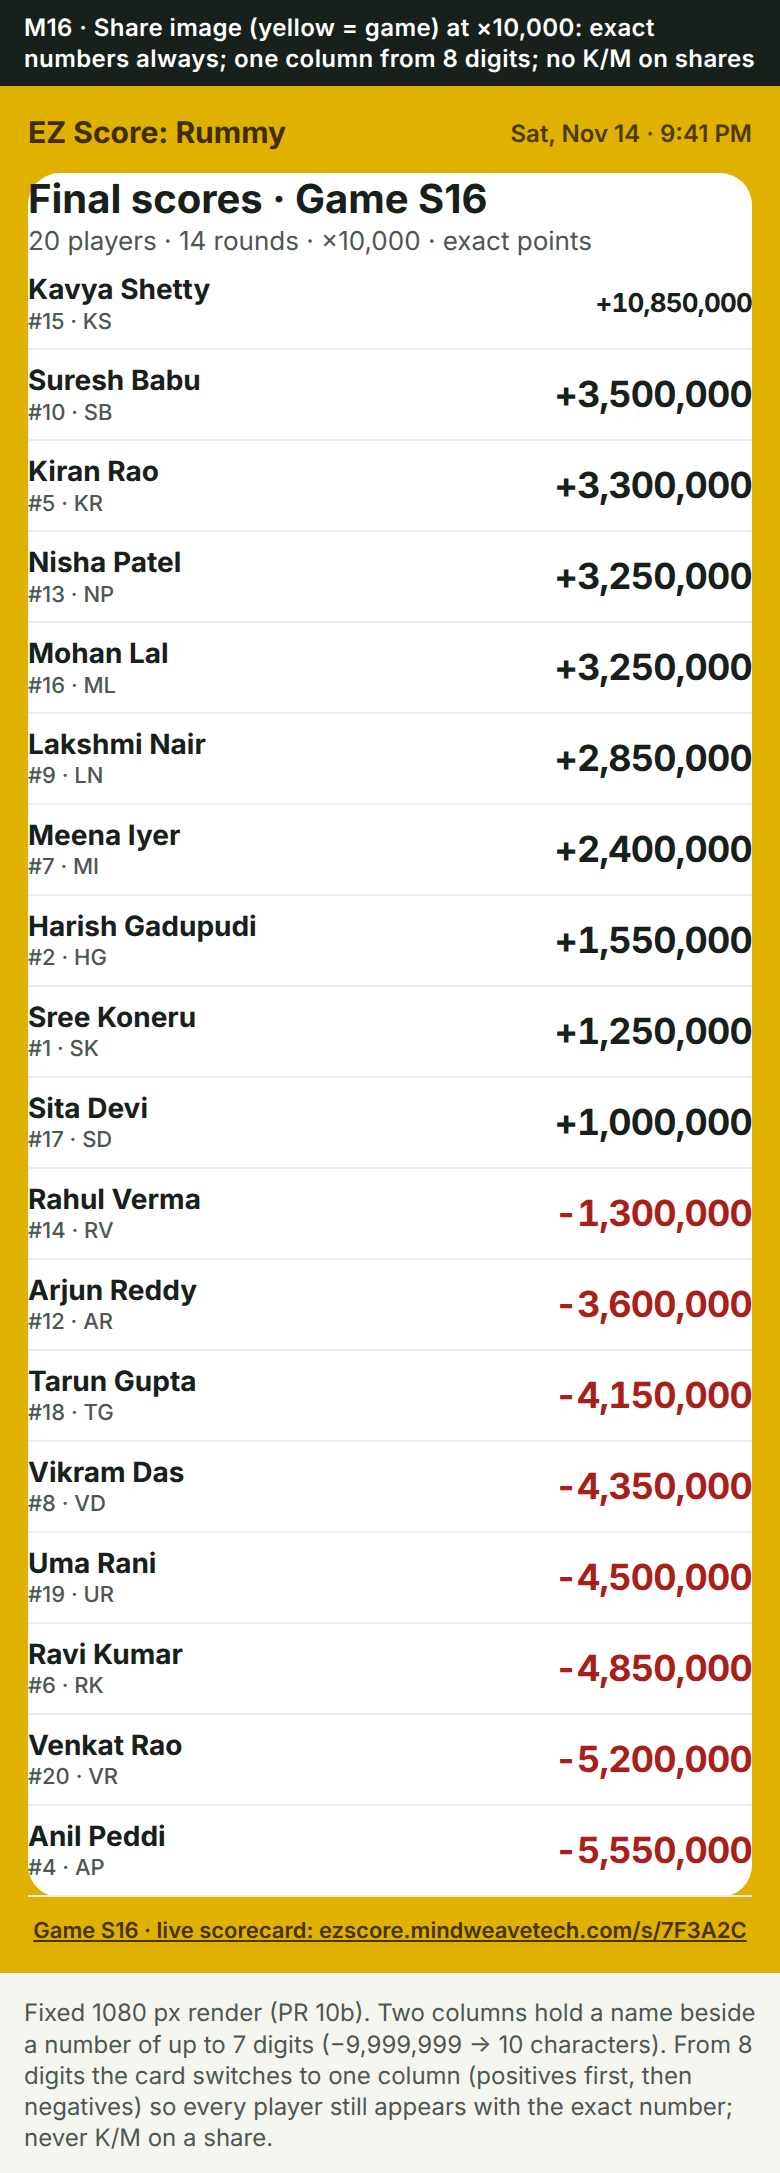 M16 · Share image (yellow = game) at ×10,000: exact
numbers always; one column from 8 digits; no K/M on shares
EZ Score: Rummy
Sat, Nov 14 · 9:41 PM
Final scores · Game S16
20 players · 14 rounds · ×10,000 · exact points
Kavya Shetty
+10,850,000
#15 · KS
Suresh Babu
+3,500,000
#10 · SB
Kiran Rao
+3,300,000
#5 · KR
Nisha Patel
+3,250,000
#13 · NP
Mohan Lal
+3,250,000
#16 · ML
Lakshmi Nair
+2,850,000
#9 · LN
Meena Iyer
+2,400,000
#7 · MI
Harish Gadupudi
+1,550,000
#2 · HG
Sree Koneru
+1,250,000
#1 · SK
Sita Devi
+1,000,000
#17 · SD
Rahul Verma
-1,300,000
#14 · RV
Arjun Reddy
-3,600,000
#12 · AR
Tarun Gupta
-4,150,000
#18 · TG
Vikram Das
-4,350,000
#8 · VD
Uma Rani
-4,500,000
#19 · UR
Ravi Kumar
-4,850,000
#6 · RK
Venkat Rao
-5,200,000
#20 · VR
Anil Peddi
-5,550,000
#4 · AP
Game S16 · live scorecard: ezscore.mindweavetech.com/s/7F3A2C
Fixed 1080 px render (PR 10b). Two columns hold a name beside
a number of up to 7 digits (−9,999,999 → 10 characters). From 8
digits the card switches to one column (positives first, then
negatives) so every player still appears with the exact number;
never K/M on a share.